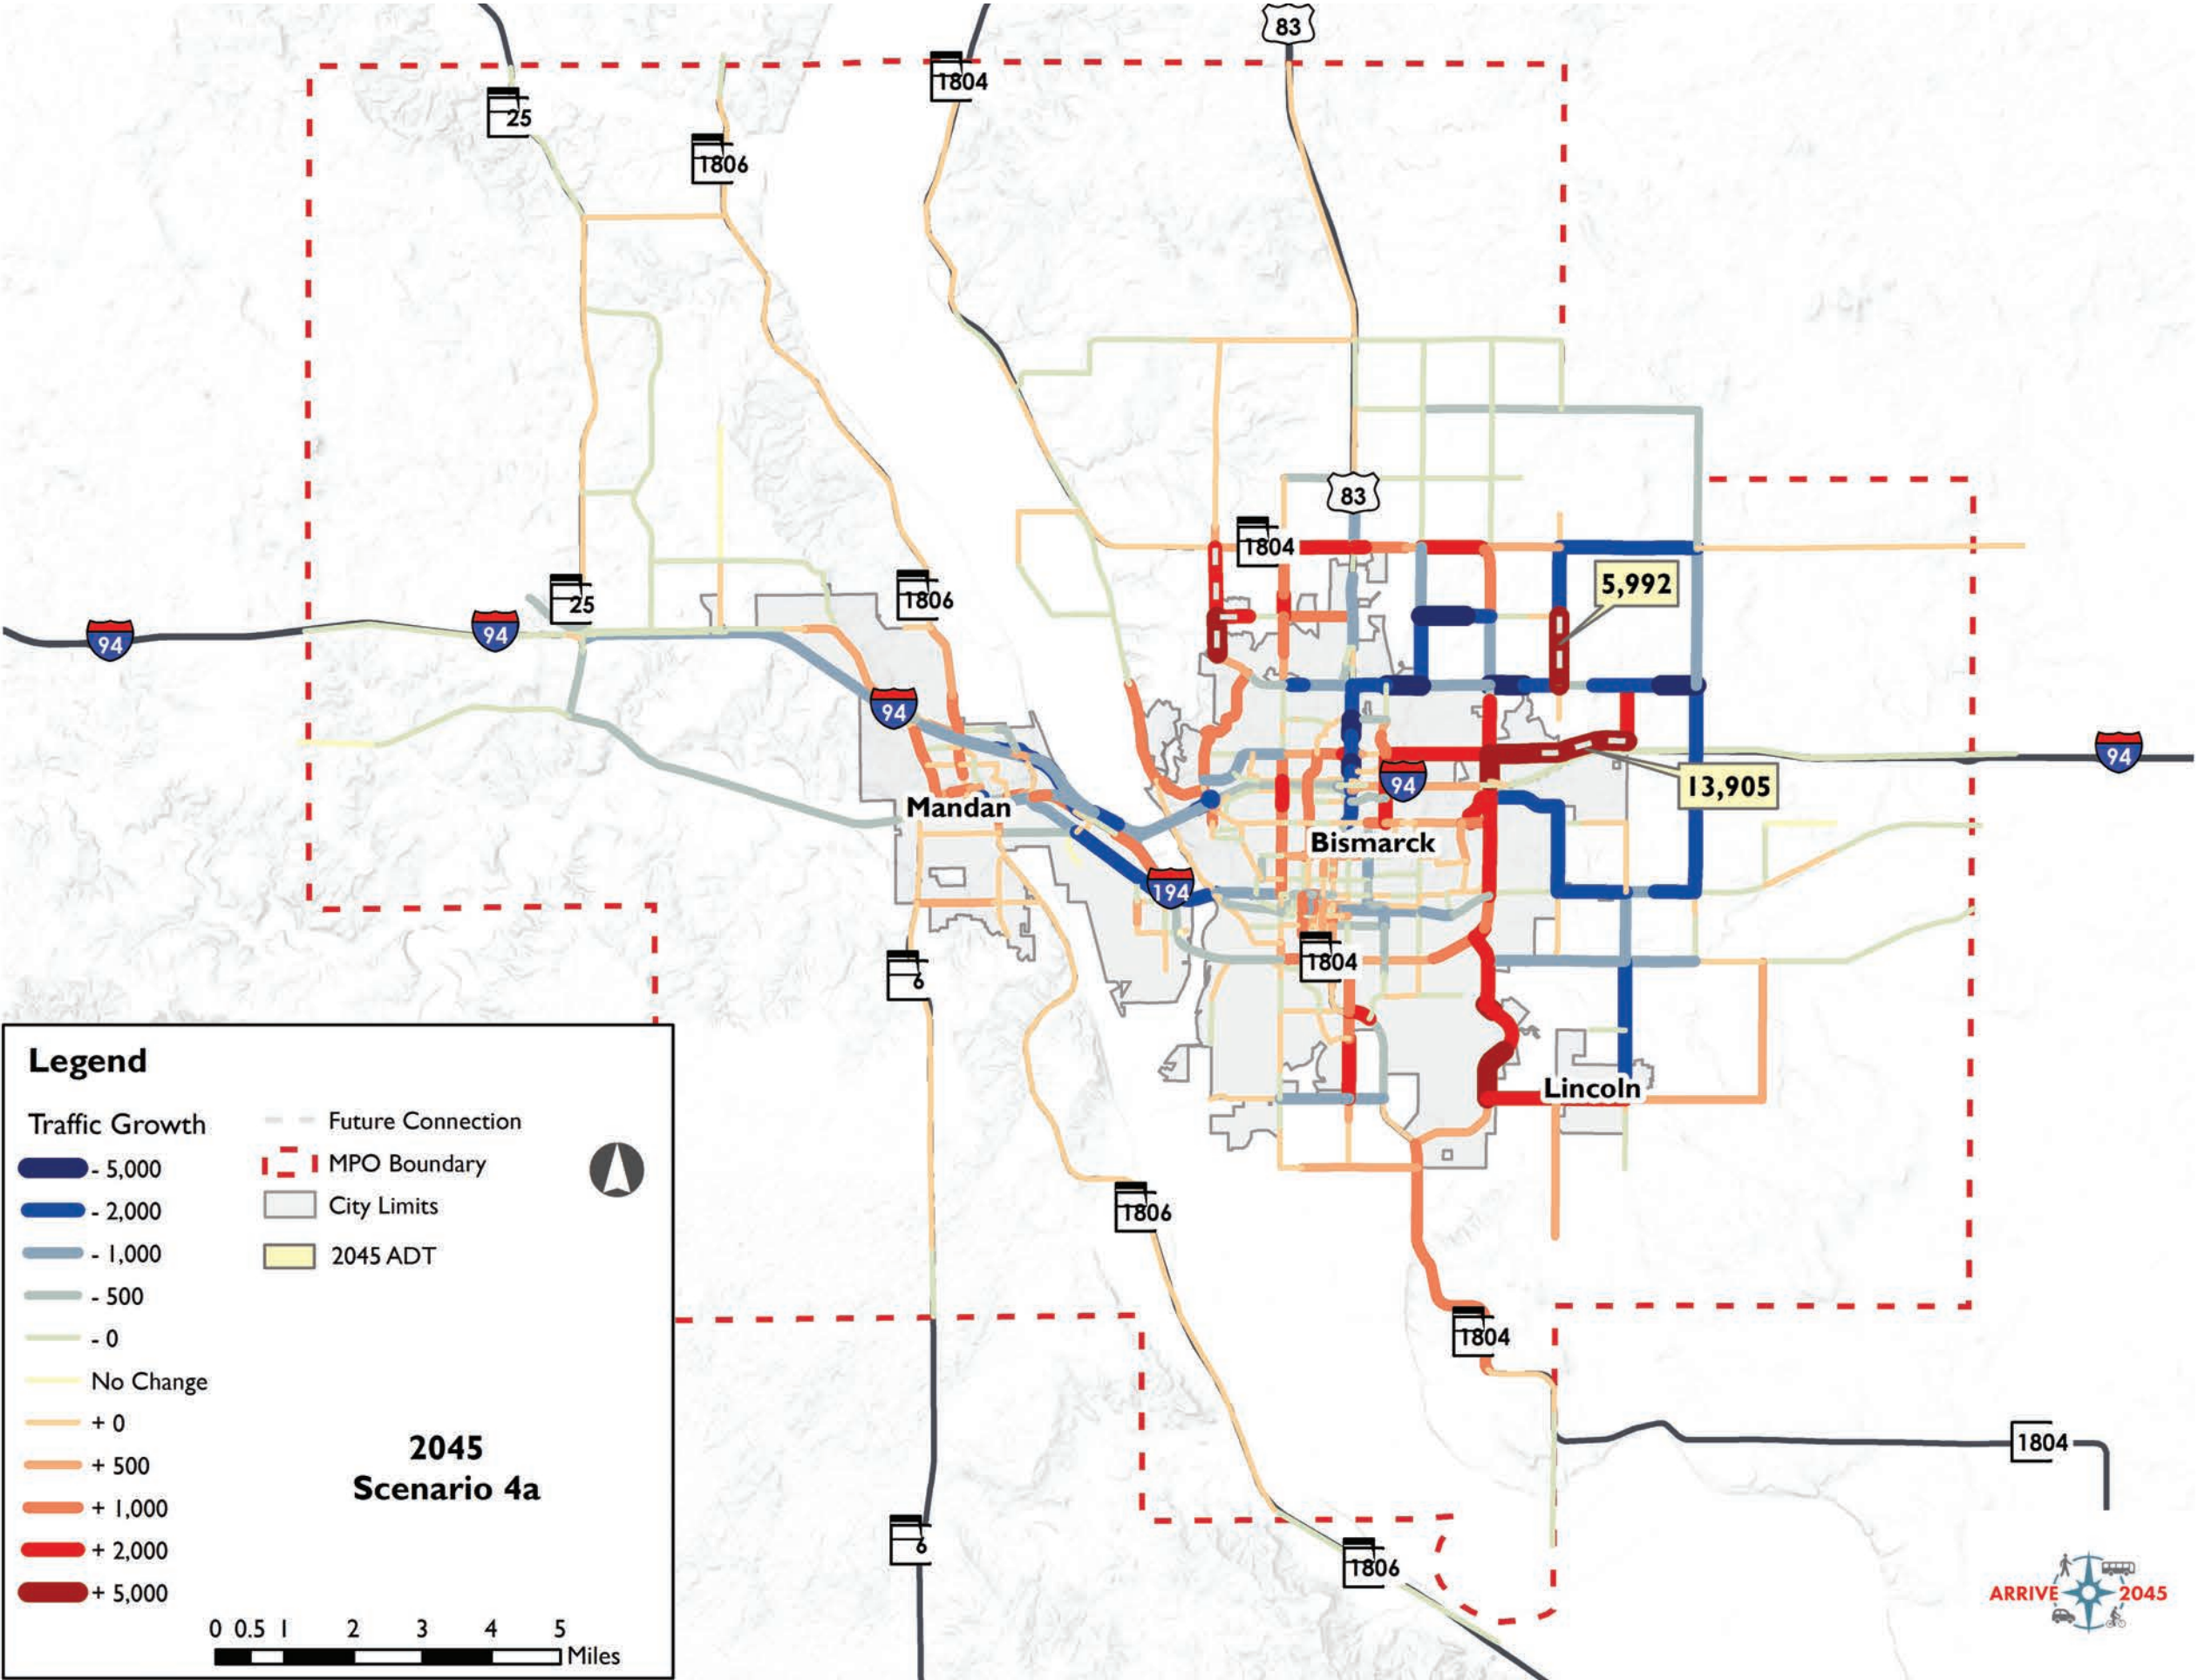 83
1804
25
1806
83
1804
5,992
25
1806
94
94
94
94
94
13,905
Mandan
Bismarck
194
1804
6
Lincoln
1806
1804
1804
6
1806
Legend
Traffic Growth
- 5,000
- 2,000
- 1,000
- 500
- 0
No Change
+ 0
+ 500
+ 1,000
+ 2,000
+ 5,000
Future Connection
MPO Boundary
City Limits
2045 ADT
2045
Scenario 4a
0 0.5 1 2 3 4 5
Miles
ARRIVE 2045